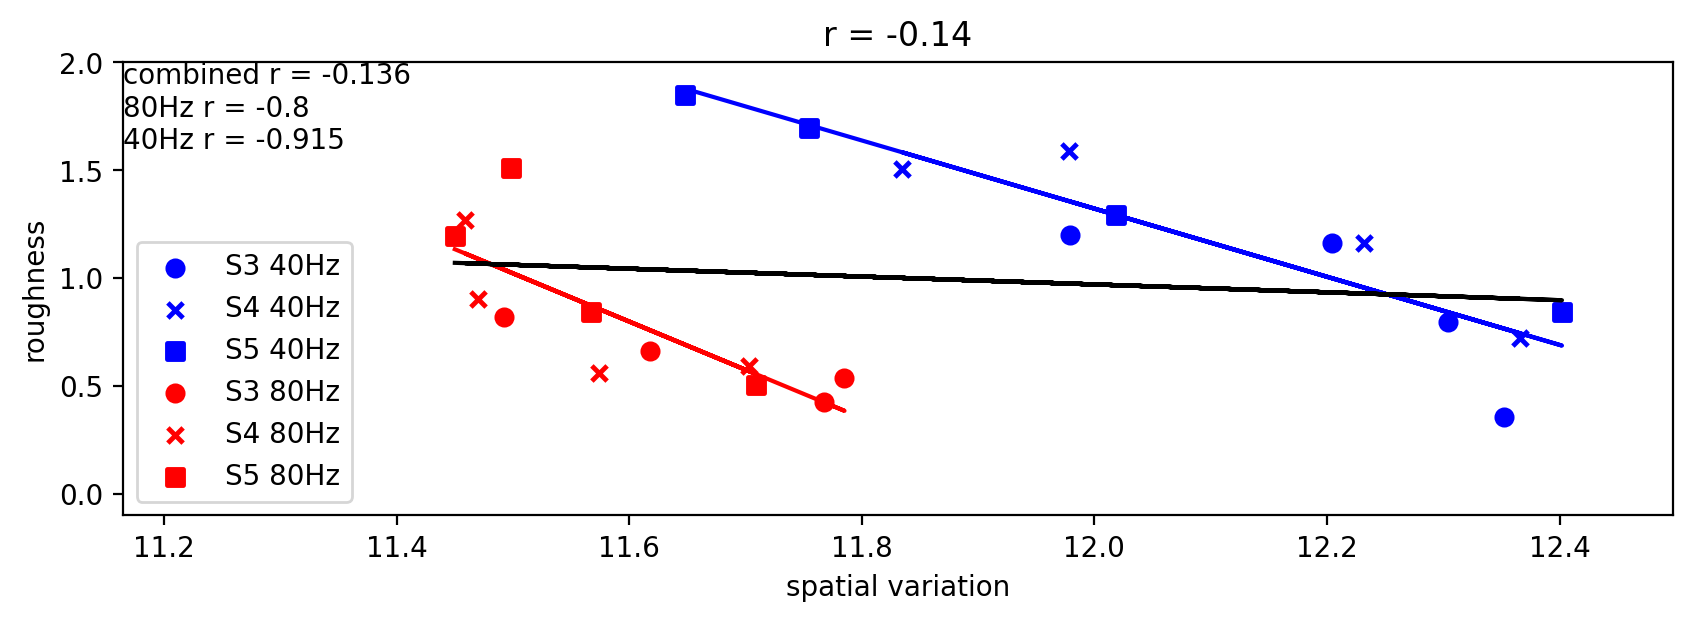 r = -0.14
combined r = -0.136
80Hz r = -0.8
40Hz r = -0.915
2.0
1.5
1.0
0.5
0.0
roughness
S3 40Hz
S4 40Hz
S5 40Hz
S3 80Hz
S4 80Hz
S5 80Hz
11.2 11.4 11.6 11.8 12.0 12.2 12.4
spatial variation